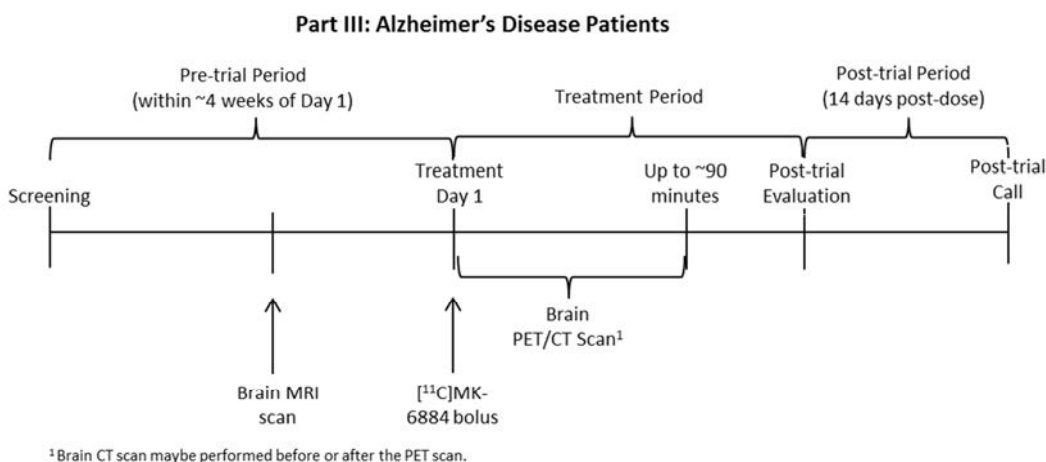 Part III: Alzheimer's Disease Patients
Pre-trial Period
(within ~4 weeks of Day 1)
Treatment Period
Post-trial Period
(14 days post-dose)
Screening
Treatment
Day 1
Up to ~90
minutes
Post-trial
Evaluation
Post-trial
Call
Brain
PET/CT Scan¹
Brain MRI
scan
[¹¹C]MK-
6884 bolus
¹ Brain CT scan maybe performed before or after the PET scan.